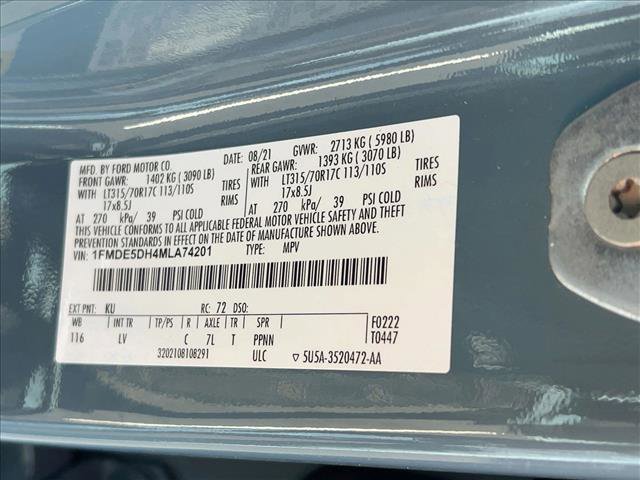 MFD. BY FORD MOTOR CO.
DATE: 08/21 GVWR: 2713 KG ( 5980 LB)
FRONT GAWR: 1402 KG ( 3090 LB) REAR GAWR: 1393 KG ( 3070 LB)
WITH LT315/70R17C 113/110S TIRES WITH LT315/70R17C 113/110S TIRES
17x8.5J RIMS 17x8.5J RIMS
AT 270 kPa/ 39 PSI COLD AT 270 kPa/ 39 PSI COLD
THIS VEHICLE CONFORMS TO ALL APPLICABLE FEDERAL MOTOR VEHICLE SAFETY AND
THEFT PREVENTION STANDARDS IN EFFECT ON THE DATE OF MANUFACTURE SHOWN ABOVE.
VIN: 1FMDE5DH4MLA74201 TYPE: MPV
EXT PNT: KU RC: 72 DSO:
WB INT TR TP/PS R AXLE TR SPR F0222
116 LV C 7L T PPNN T0447
3202108108291 ULC 5U5A-3520472-AA